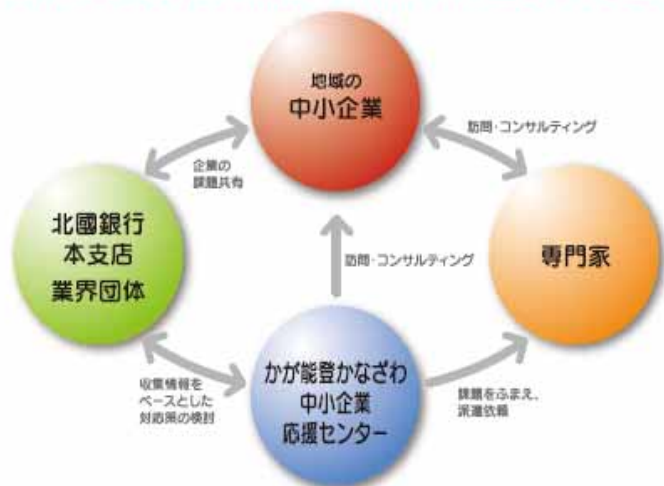 地域の
中小企業
訪問・コンサルティング
企業の
課題共有
北國銀行
本支店
業界団体
訪問・コンサルティング
専門家
収集情報を
ベースとした
対応策の検討
かが能登かなざわ
中小企業
応援センター
課題をふまえ、
派遣依頼